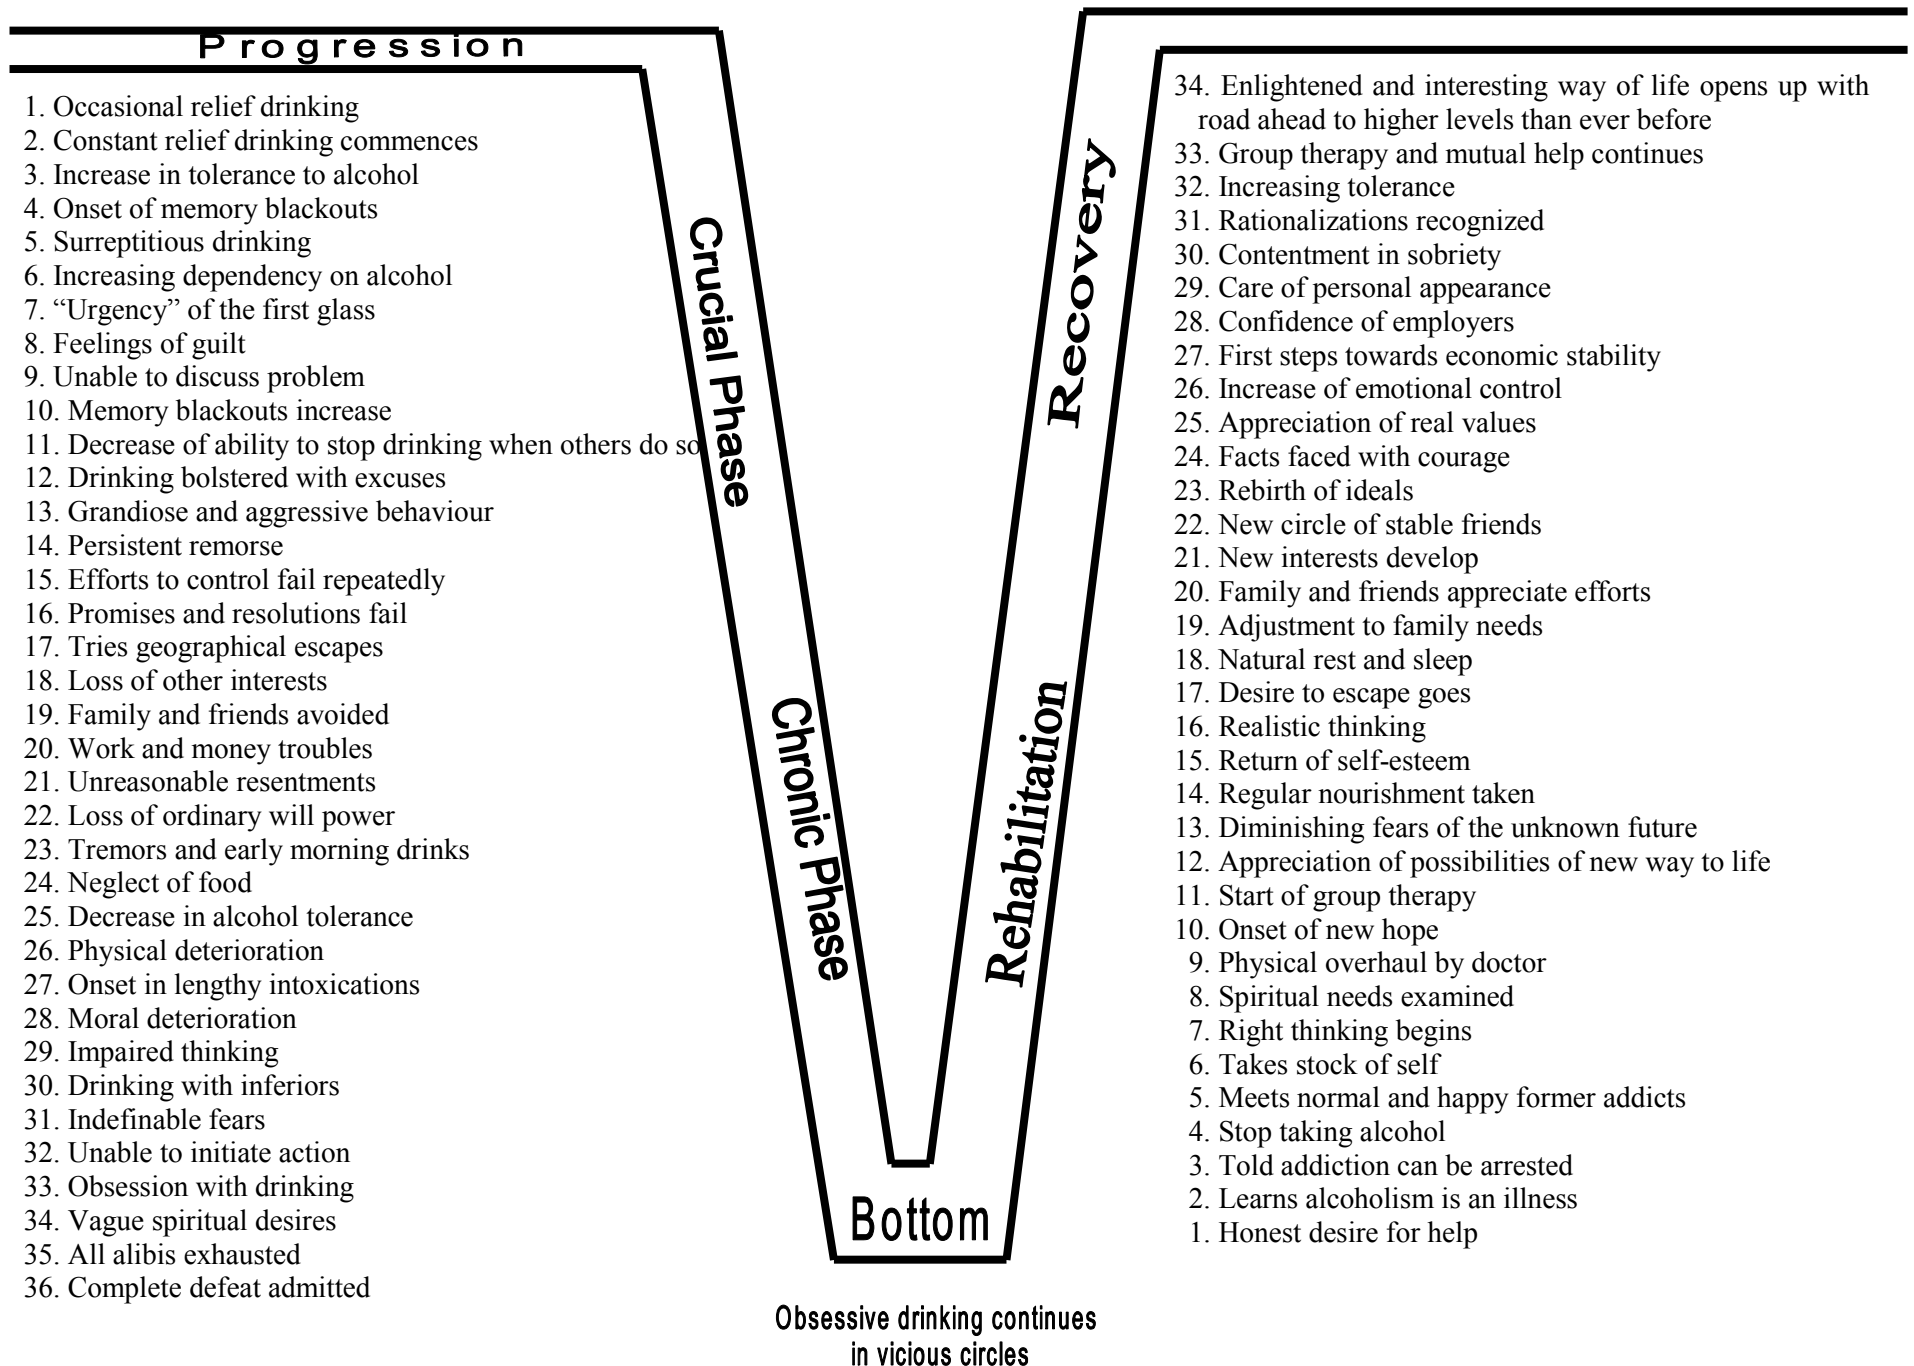 Progression
1. Occasional relief drinking
2. Constant relief drinking commences
3. Increase in tolerance to alcohol
4. Onset of memory blackouts
5. Surreptitious drinking
6. Increasing dependency on alcohol
7. “Urgency” of the first glass
8. Feelings of guilt
9. Unable to discuss problem
10. Memory blackouts increase
11. Decrease of ability to stop drinking when others do so
12. Drinking bolstered with excuses
13. Grandiose and aggressive behaviour
14. Persistent remorse
15. Efforts to control fail repeatedly
16. Promises and resolutions fail
17. Tries geographical escapes
18. Loss of other interests
19. Family and friends avoided
20. Work and money troubles
21. Unreasonable resentments
22. Loss of ordinary will power
23. Tremors and early morning drinks
24. Neglect of food
25. Decrease in alcohol tolerance
26. Physical deterioration
27. Onset in lengthy intoxications
28. Moral deterioration
29. Impaired thinking
30. Drinking with inferiors
31. Indefinable fears
32. Unable to initiate action
33. Obsession with drinking
34. Vague spiritual desires
35. All alibis exhausted
36. Complete defeat admitted
Crucial Phase
Chronic Phase
Bottom
Obsessive drinking continues
in vicious circles
Rehabilitation
Recovery
34. Enlightened and interesting way of life opens up with
road ahead to higher levels than ever before
33. Group therapy and mutual help continues
32. Increasing tolerance
31. Rationalizations recognized
30. Contentment in sobriety
29. Care of personal appearance
28. Confidence of employers
27. First steps towards economic stability
26. Increase of emotional control
25. Appreciation of real values
24. Facts faced with courage
23. Rebirth of ideals
22. New circle of stable friends
21. New interests develop
20. Family and friends appreciate efforts
19. Adjustment to family needs
18. Natural rest and sleep
17. Desire to escape goes
16. Realistic thinking
15. Return of self-esteem
14. Regular nourishment taken
13. Diminishing fears of the unknown future
12. Appreciation of possibilities of new way to life
11. Start of group therapy
10. Onset of new hope
9. Physical overhaul by doctor
8. Spiritual needs examined
7. Right thinking begins
6. Takes stock of self
5. Meets normal and happy former addicts
4. Stop taking alcohol
3. Told addiction can be arrested
2. Learns alcoholism is an illness
1. Honest desire for help